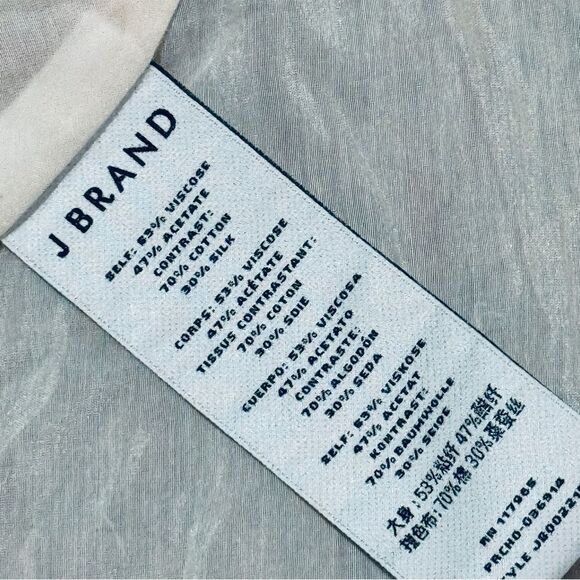 J BRAND
SELF: 53% VISCOSE
47% ACETATE
CONTRAST:
70% COTTON
30% SILK
CORPS: 53% VISCOSE
47% ACÉTATE
TISSUS CONTRASTANT:
70% COTON
30% SOIE
CUERPO: 53% VISCOSA
47% ACETATO
CONTRASTE:
70% ALGODÓN
30% SEDA
SELF: 53% VISKOSE
47% ACETAT
KONTRAST:
70% BAUMWOLLE
30% SEIDE
大身: 53%粘纤 47%醋纤
撞色布: 70%棉 30%桑蚕丝
RN 117965
PRCHO-036914